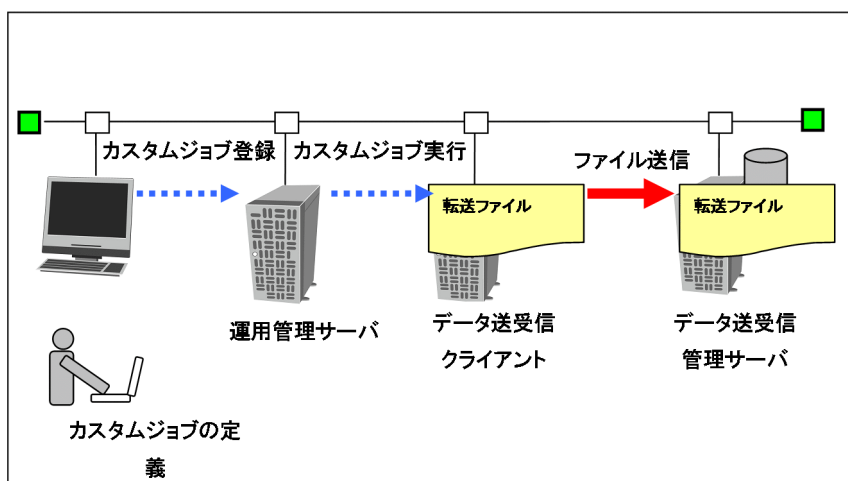 カスタムジョブ登録
カスタムジョブ実行
ファイル送信
転送ファイル
転送ファイル
運用管理サーバ
データ送受信
クライアント
データ送受信
管理サーバ
カスタムジョブの定
義